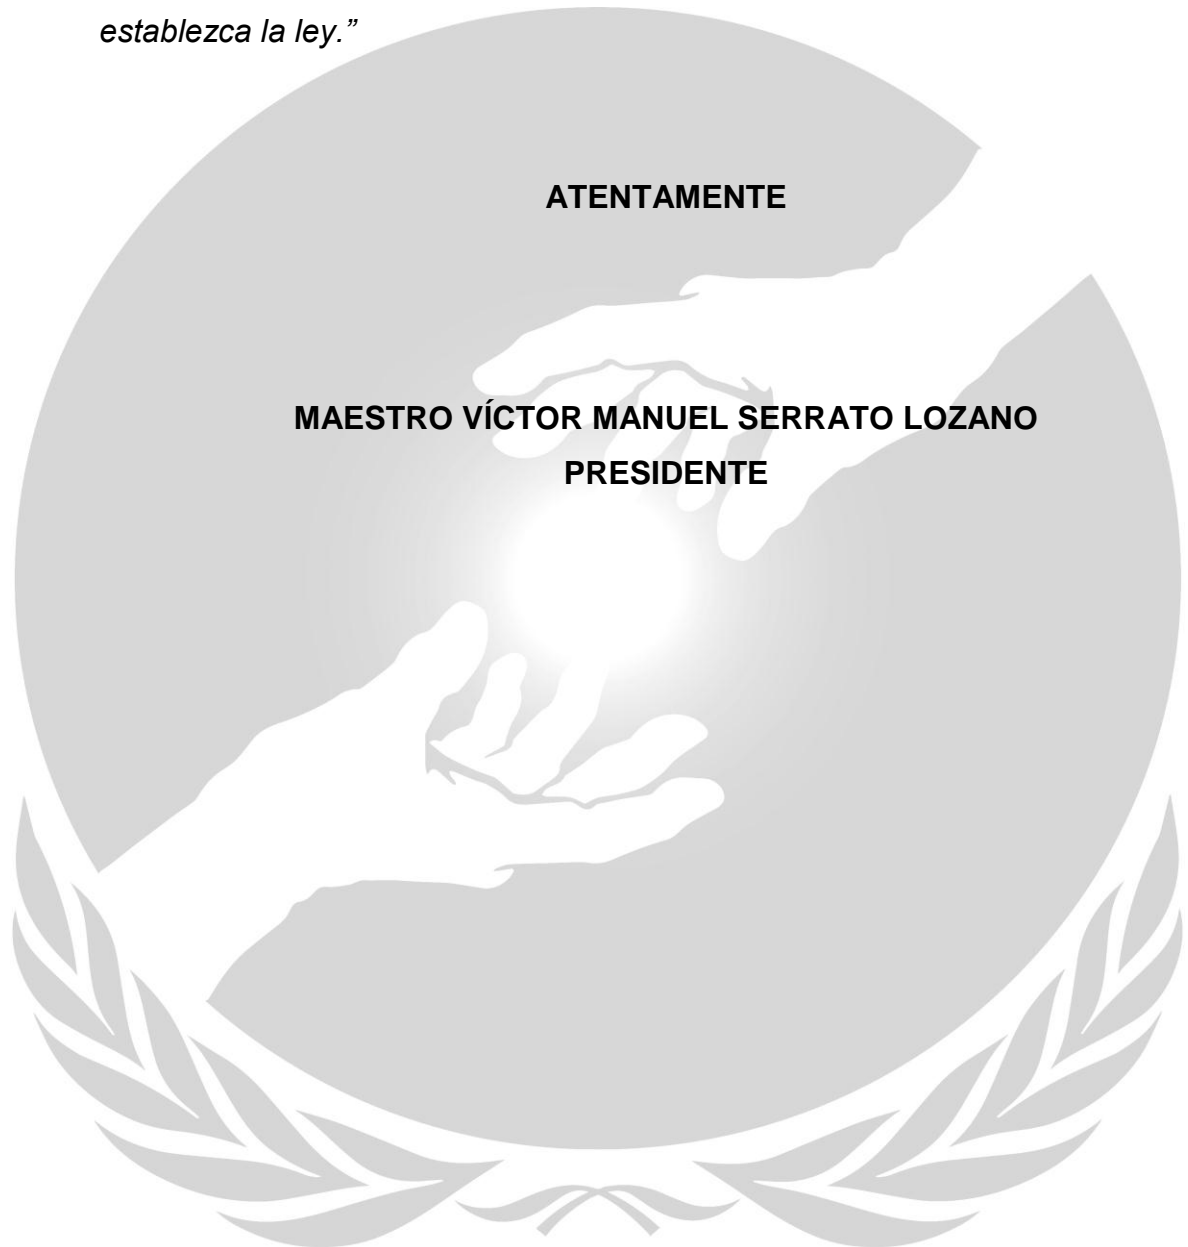 establezca la ley.”
ATENTAMENTE
MAESTRO VÍCTOR MANUEL SERRATO LOZANO
PRESIDENTE